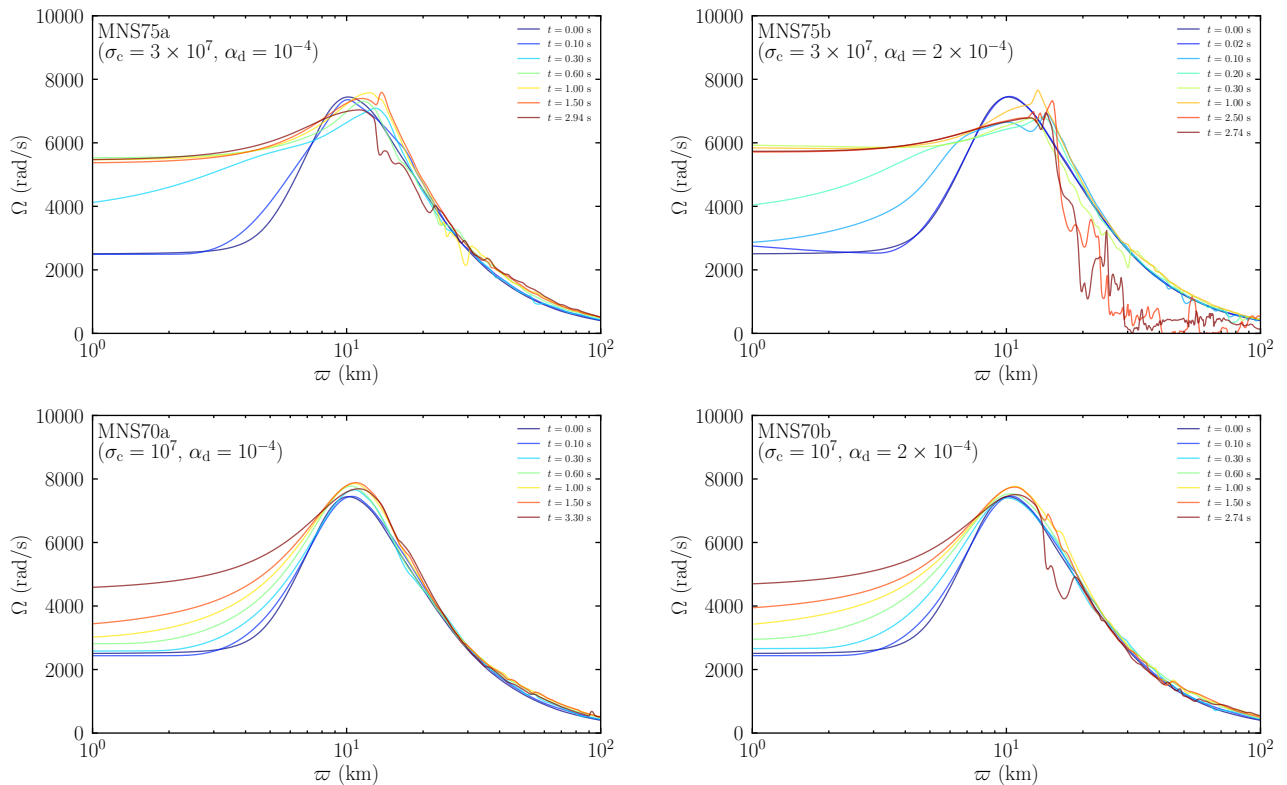 MNS75a
(σc = 3 × 10^7, αd = 10^−4)
t = 0.00 s
t = 0.10 s
t = 0.30 s
t = 0.60 s
t = 1.00 s
t = 1.50 s
t = 2.94 s
10000
8000
6000
4000
2000
0
Ω (rad/s)
10^0
10^1
10^2
ϖ (km)
MNS75b
(σc = 3 × 10^7, αd = 2 × 10^−4)
t = 0.00 s
t = 0.02 s
t = 0.10 s
t = 0.20 s
t = 0.30 s
t = 1.00 s
t = 2.50 s
t = 2.74 s
10000
8000
6000
4000
2000
0
Ω (rad/s)
10^0
10^1
10^2
ϖ (km)
MNS70a
(σc = 10^7, αd = 10^−4)
t = 0.00 s
t = 0.10 s
t = 0.30 s
t = 0.60 s
t = 1.00 s
t = 1.50 s
t = 3.30 s
10000
8000
6000
4000
2000
0
Ω (rad/s)
10^0
10^1
10^2
ϖ (km)
MNS70b
(σc = 10^7, αd = 2 × 10^−4)
t = 0.00 s
t = 0.10 s
t = 0.30 s
t = 0.60 s
t = 1.00 s
t = 1.50 s
t = 2.74 s
10000
8000
6000
4000
2000
0
Ω (rad/s)
10^0
10^1
10^2
ϖ (km)